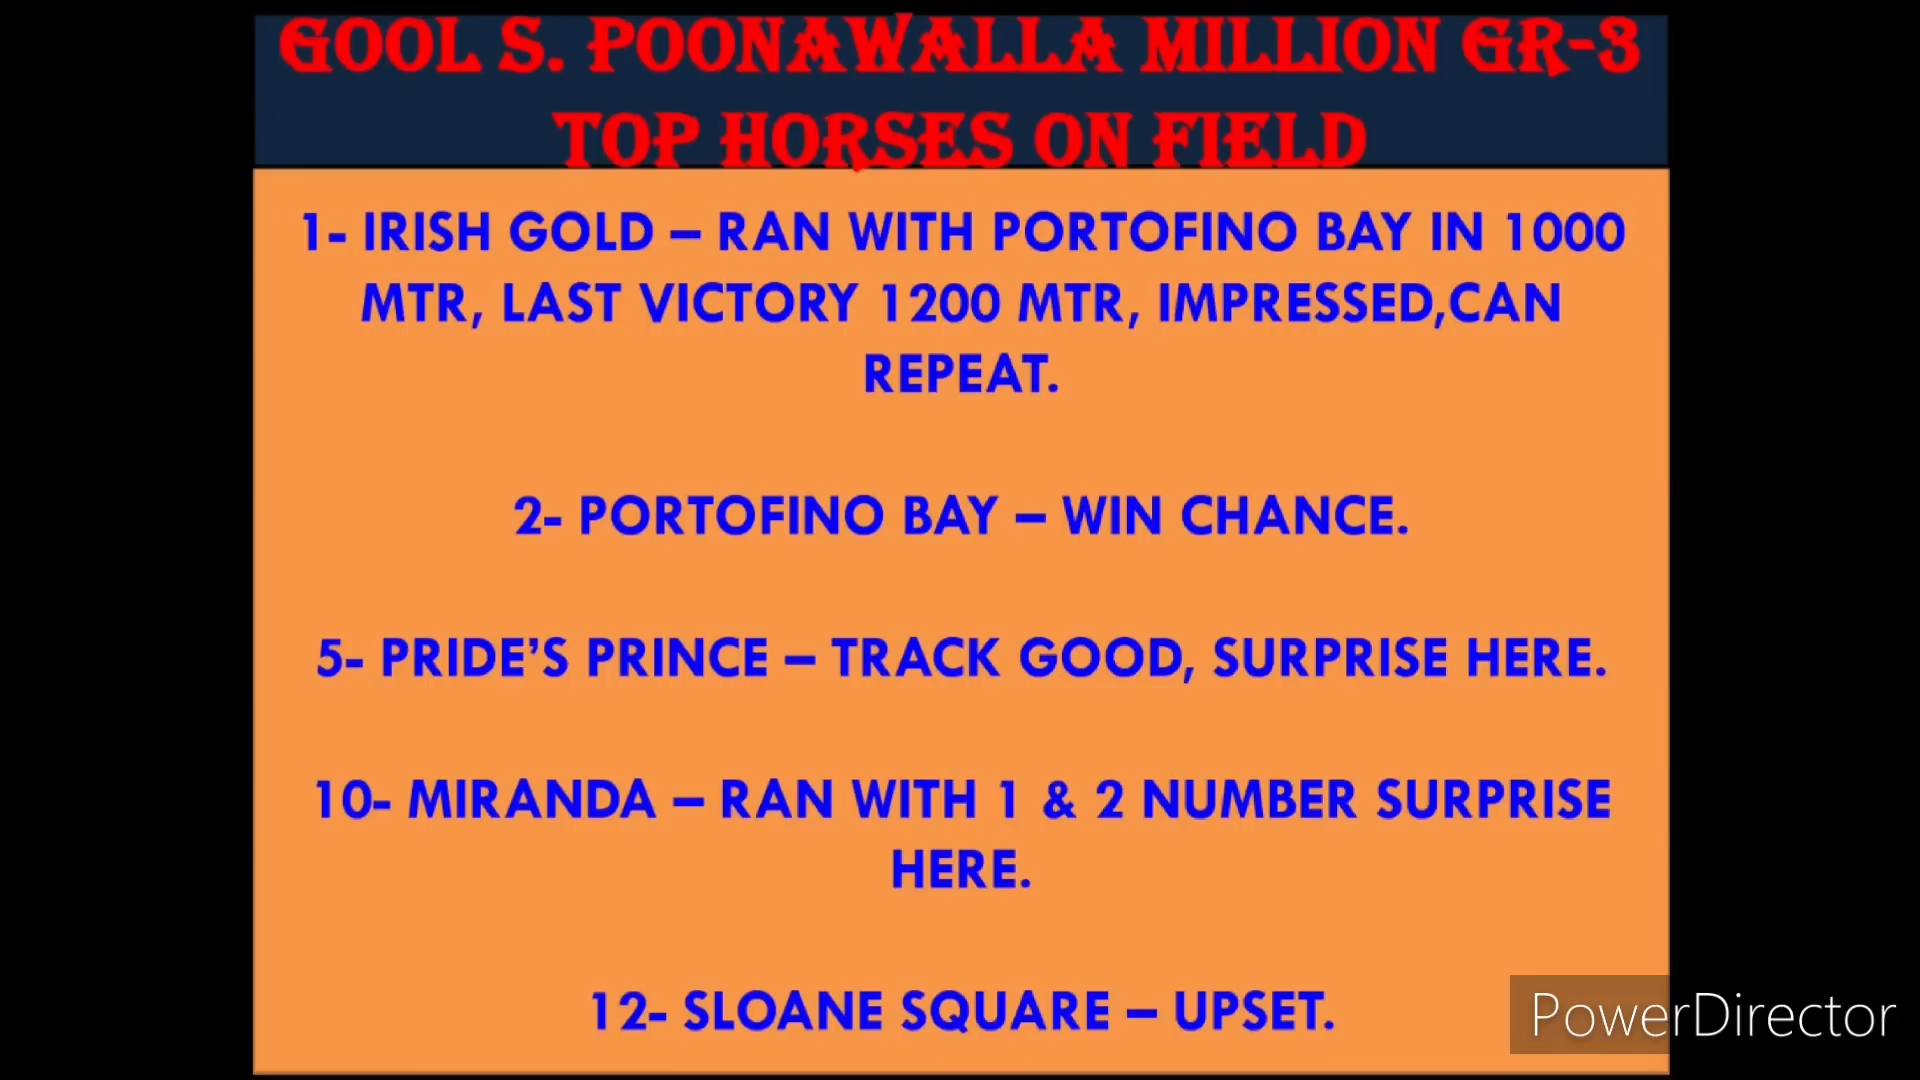 GOOL S. POONAWALLA MILLION GR-3
TOP HORSES ON FIELD
1- IRISH GOLD – RAN WITH PORTOFINO BAY IN 1000
MTR, LAST VICTORY 1200 MTR, IMPRESSED,CAN
REPEAT.
2- PORTOFINO BAY – WIN CHANCE.
5- PRIDE’S PRINCE – TRACK GOOD, SURPRISE HERE.
10- MIRANDA – RAN WITH 1 & 2 NUMBER SURPRISE
HERE.
12- SLOANE SQUARE – UPSET.
PowerDirector